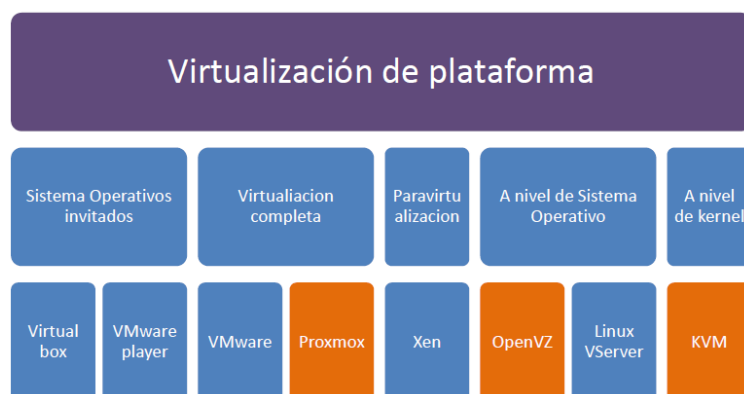 Virtualización de plataforma
Sistema Operativos
invitados
Virtualiacion
completa
Paravirtu
alizacion
A nivel de Sistema
Operativo
A nivel
de kernel
Virtual
box
VMware
player
VMware
Proxmox
Xen
OpenVZ
Linux
VServer
KVM